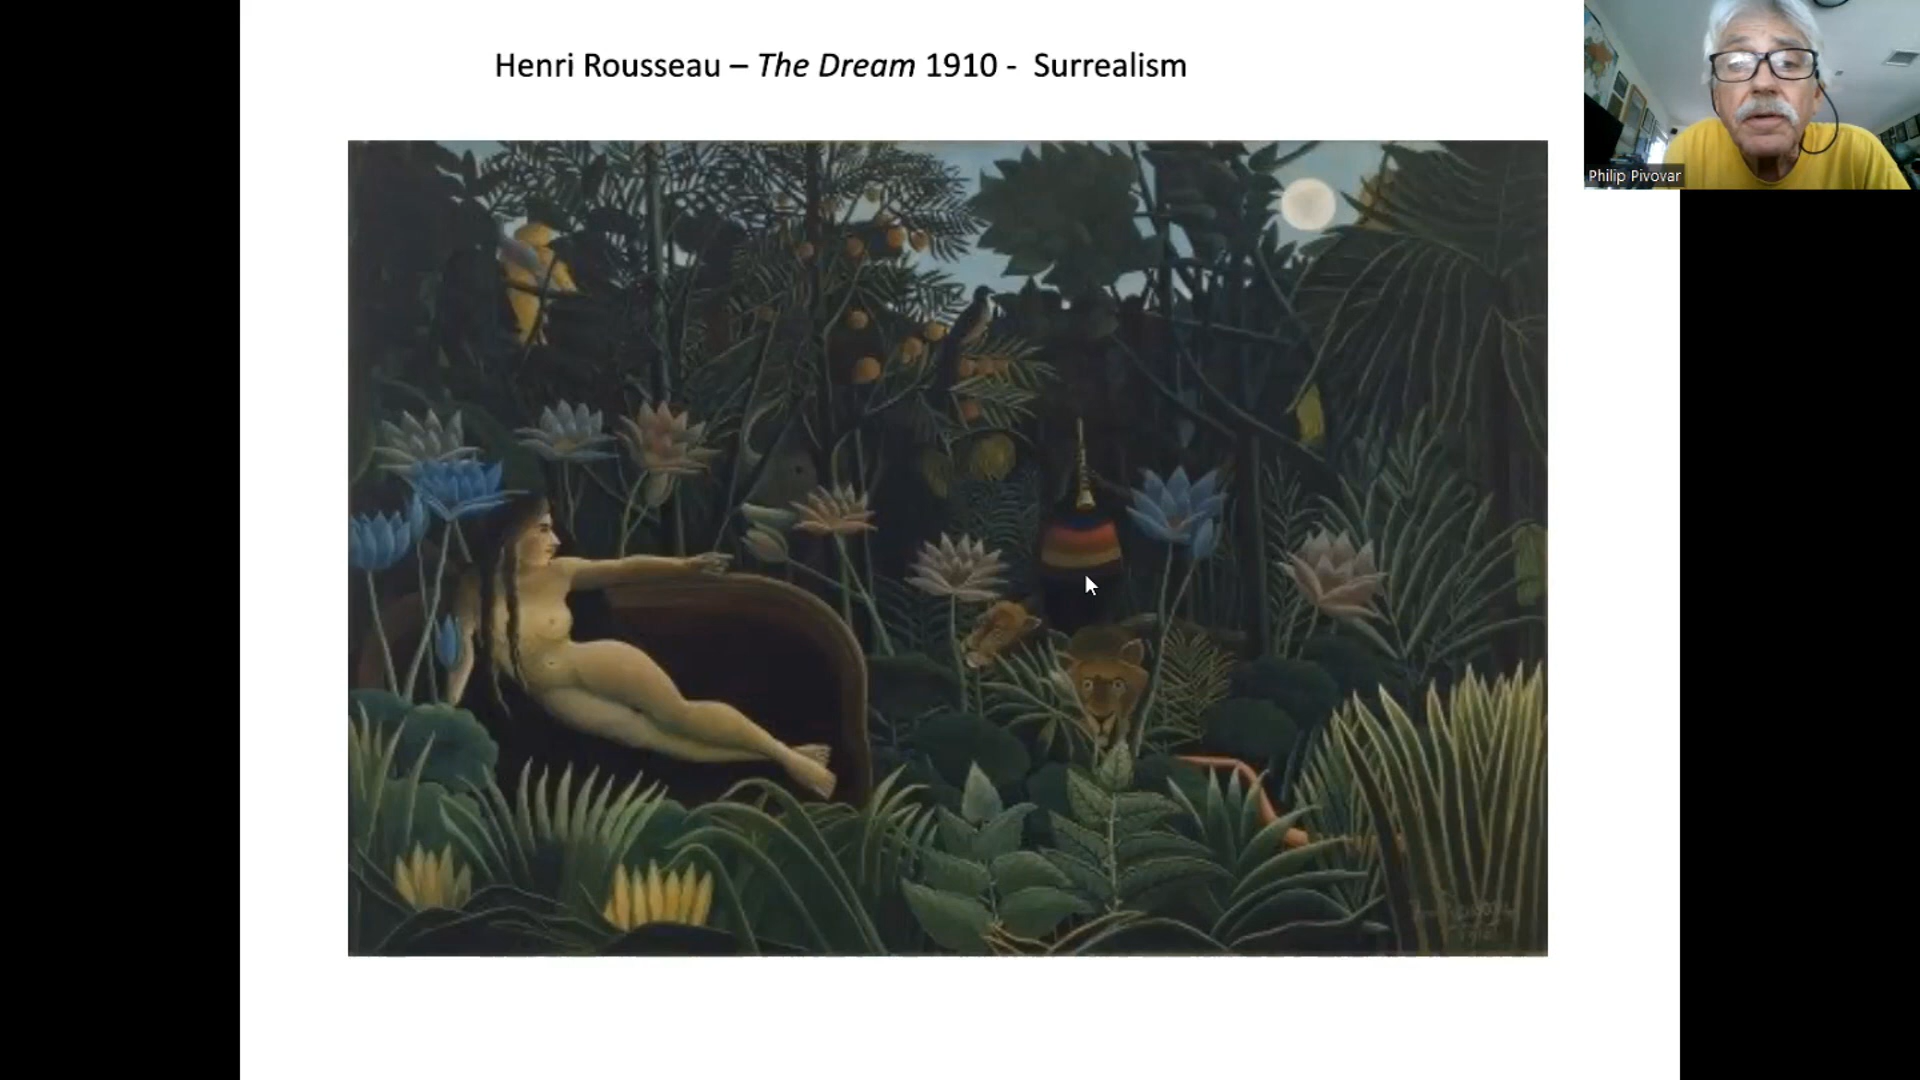 Henri Rousseau – The Dream 1910 - Surrealism
Philip Pivovar